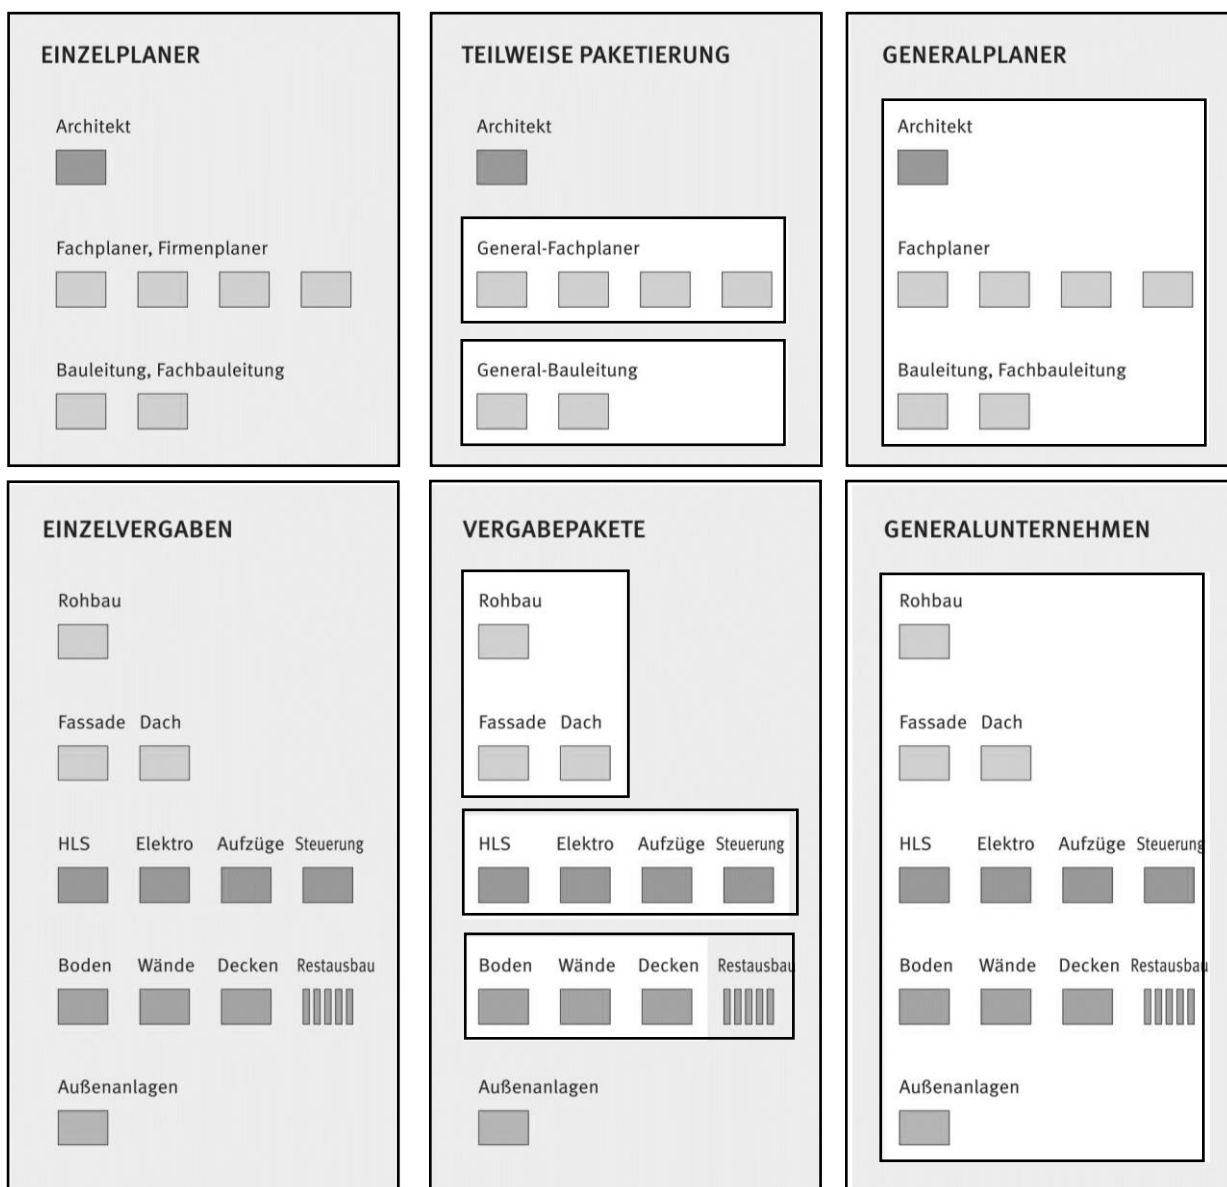 EINZELPLANER
Architekt
Fachplaner, Firmenplaner
Bauleitung, Fachbauleitung
TEILWEISE PAKETIERUNG
Architekt
General-Fachplaner
General-Bauleitung
GENERALPLANER
Architekt
Fachplaner
Bauleitung, Fachbauleitung
EINZELVERGABEN
Rohbau
Fassade Dach
HLS Elektro Aufzüge Steuerung
Boden Wände Decken Restausbau
Außenanlagen
VERGABEPAKETE
Rohbau
Fassade Dach
HLS Elektro Aufzüge Steuerung
Boden Wände Decken Restausbau
Außenanlagen
GENERALUNTERNEHMEN
Rohbau
Fassade Dach
HLS Elektro Aufzüge Steuerung
Boden Wände Decken Restausbau
Außenanlagen